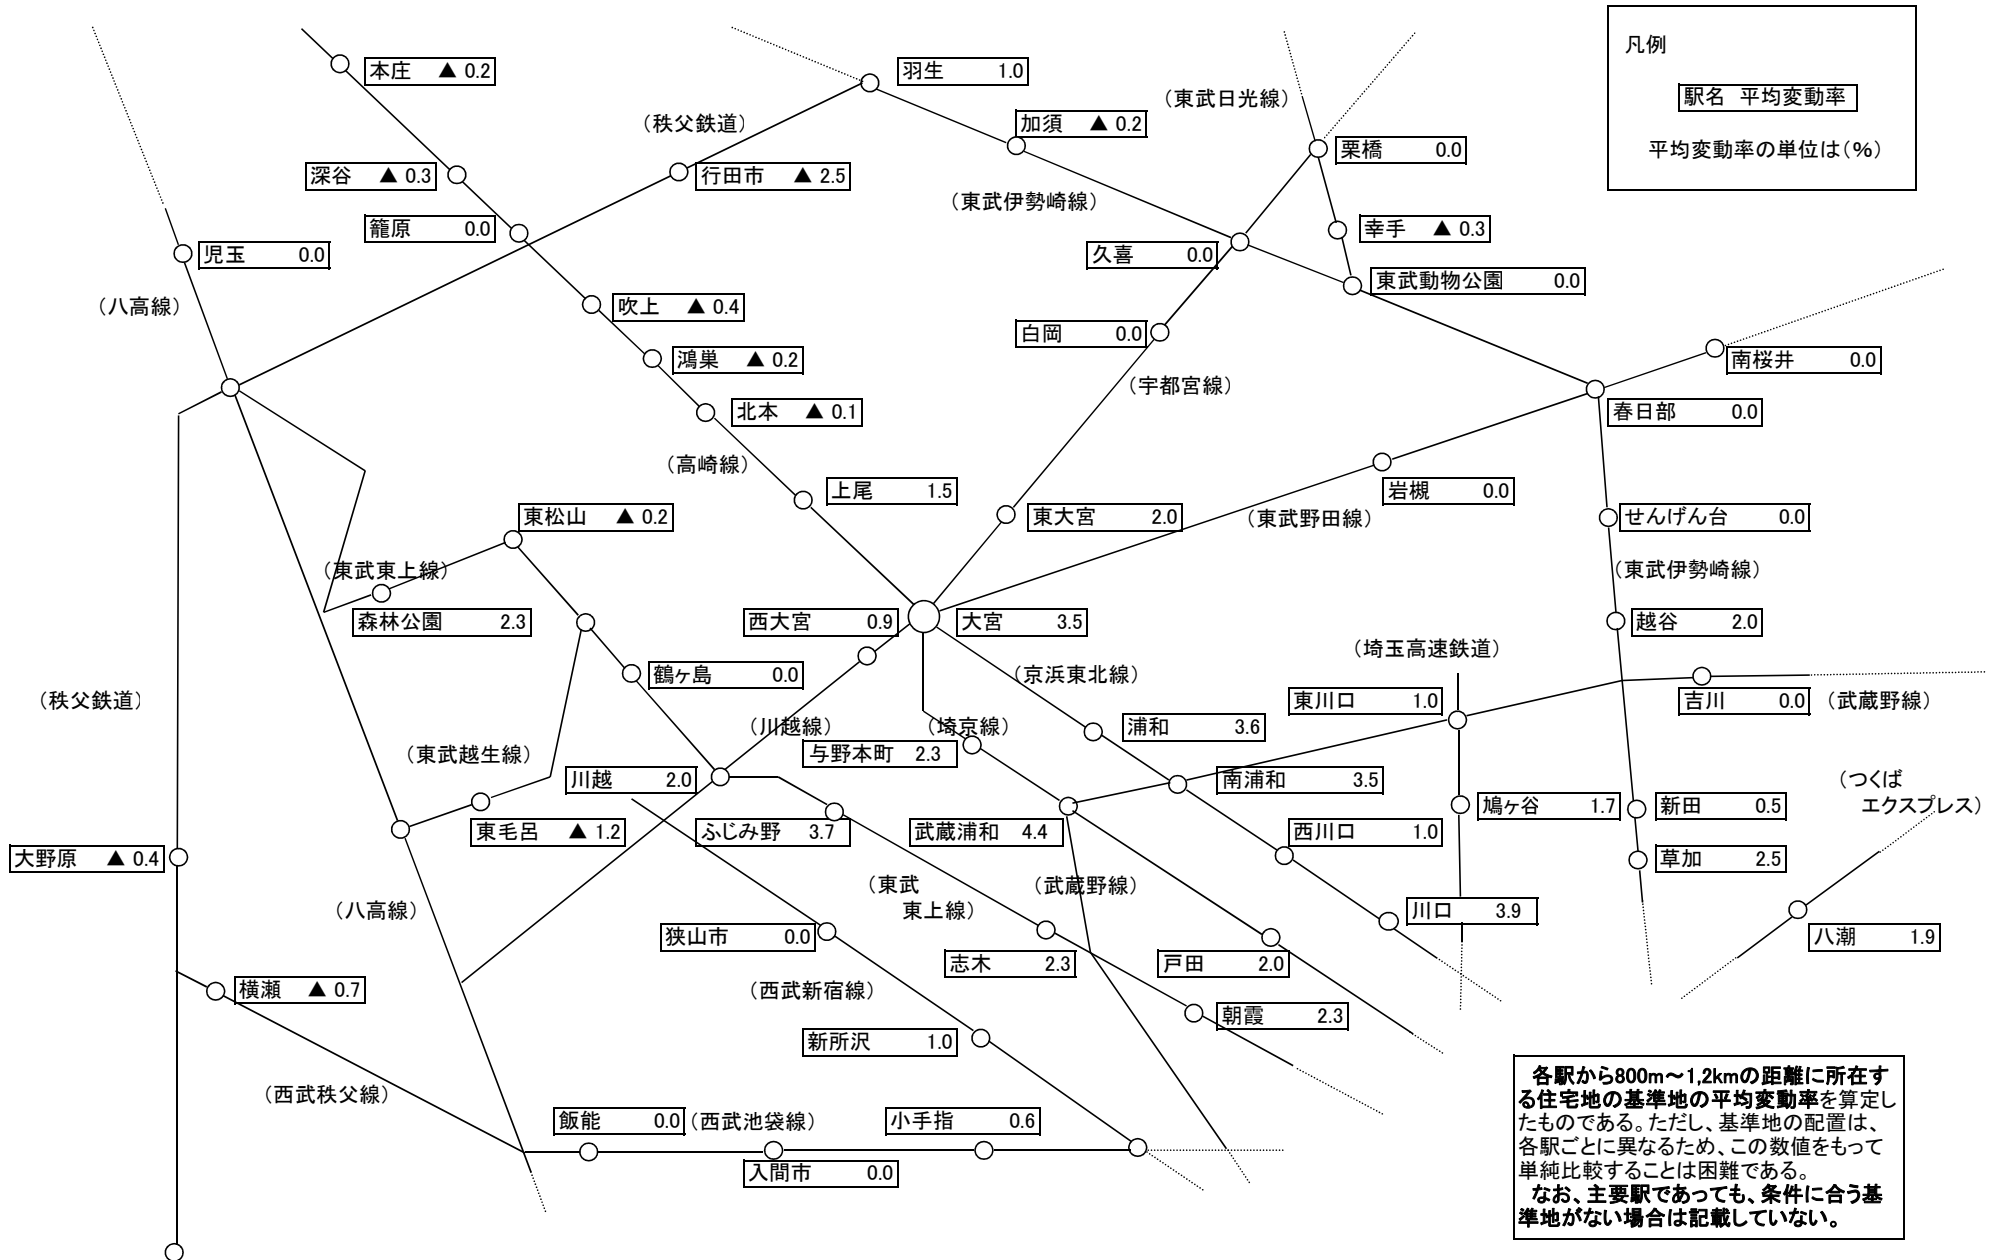 凡例
駅名 平均変動率
平均変動率の単位は(%)
本庄 ▲ 0.2
羽生 1.0
(東武日光線)
(秩父鉄道)
加須 ▲ 0.2
栗橋 0.0
深谷 ▲ 0.3
行田市 ▲ 2.5
(東武伊勢崎線)
籠原 0.0
幸手 ▲ 0.3
児玉 0.0
久喜 0.0
東武動物公園 0.0
(八高線)
吹上 ▲ 0.4
白岡 0.0
鴻巣 ▲ 0.2
南桜井 0.0
(宇都宮線)
北本 ▲ 0.1
春日部 0.0
(高崎線)
上尾 1.5
岩槻 0.0
東松山 ▲ 0.2
東大宮 2.0
(東武野田線)
せんげん台 0.0
(東武東上線)
(東武伊勢崎線)
森林公園 2.3
西大宮 0.9
大宮 3.5
越谷 2.0
(埼玉高速鉄道)
鶴ヶ島 0.0
(京浜東北線)
(秩父鉄道)
東川口 1.0
吉川 0.0
(武蔵野線)
(川越線)
(埼京線)
浦和 3.6
(東武越生線)
与野本町 2.3
川越 2.0
南浦和 3.5
(つくば
エクスプレス)
鳩ヶ谷 1.7
新田 0.5
東毛呂 ▲ 1.2
ふじみ野 3.7
武蔵浦和 4.4
西川口 1.0
大野原 ▲ 0.4
草加 2.5
(東武
東上線)
(武蔵野線)
(八高線)
川口 3.9
狭山市 0.0
八潮 1.9
志木 2.3
戸田 2.0
横瀬 ▲ 0.7
(西武新宿線)
朝霞 2.3
新所沢 1.0
(西武秩父線)
飯能 0.0
(西武池袋線)
小手指 0.6
入間市 0.0
各駅から800m～1,2kmの距離に所在す
る住宅地の基準地の平均変動率を算定し
たものである。ただし、基準地の配置は、
各駅ごとに異なるため、この数値をもって
単純比較することは困難である。
なお、主要駅であっても、条件に合う基
準地がない場合は記載していない。